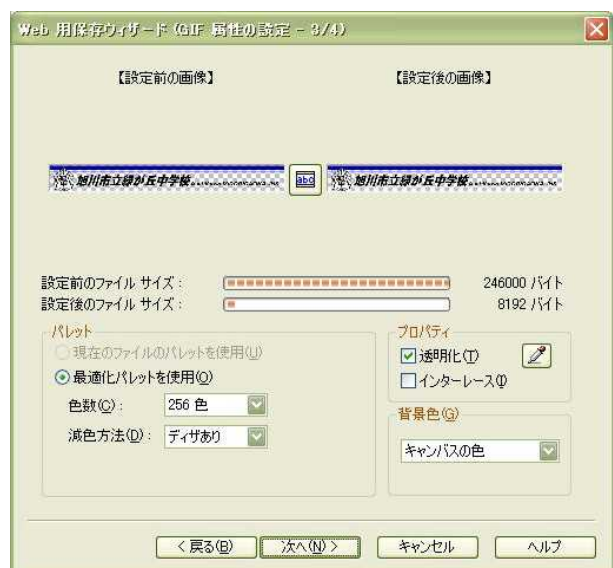 Web 用保存ウィザード (GIF 属性の設定 - 3/4)
【設定前の画像】 【設定後の画像】
旭川市立緑が丘中学校 abc 旭川市立緑が丘中学校
設定前のファイル サイズ： 246000 バイト
設定後のファイル サイズ： 8192 バイト
パレット
現在のファイルのパレットを使用(U)
最適化パレットを使用(O)
色数(C)： 256 色
減色方法(D)： ディザあり
プロパティ
透明化(T)
インターレース(I)
背景色(G)
キャンバスの色
< 戻る(B) 次へ(N) > キャンセル ヘルプ